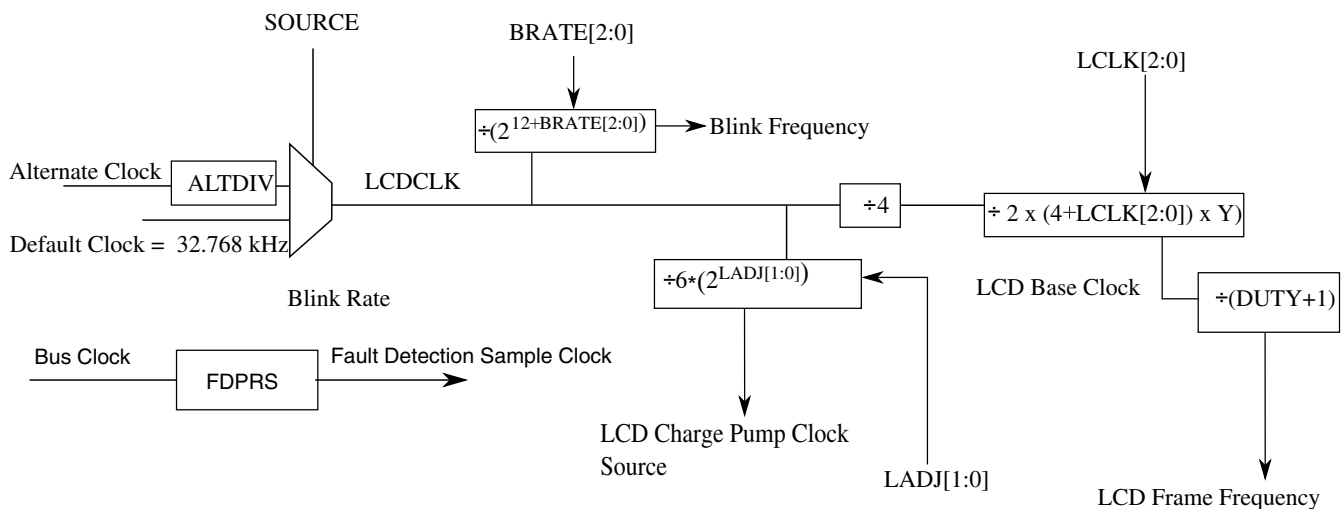 SOURCE
BRATE[2:0]
LCLK[2:0]
÷(2^12+BRATE[2:0])
Blink Frequency
Alternate Clock
ALTDIV
LCDCLK
÷4
÷ 2 x (4+LCLK[2:0]) x Y)
Default Clock = 32.768 kHz
÷6*(2^LADJ[1:0])
LCD Base Clock
÷(DUTY+1)
Blink Rate
Bus Clock
FDPRS
Fault Detection Sample Clock
LCD Charge Pump Clock
Source
LADJ[1:0]
LCD Frame Frequency